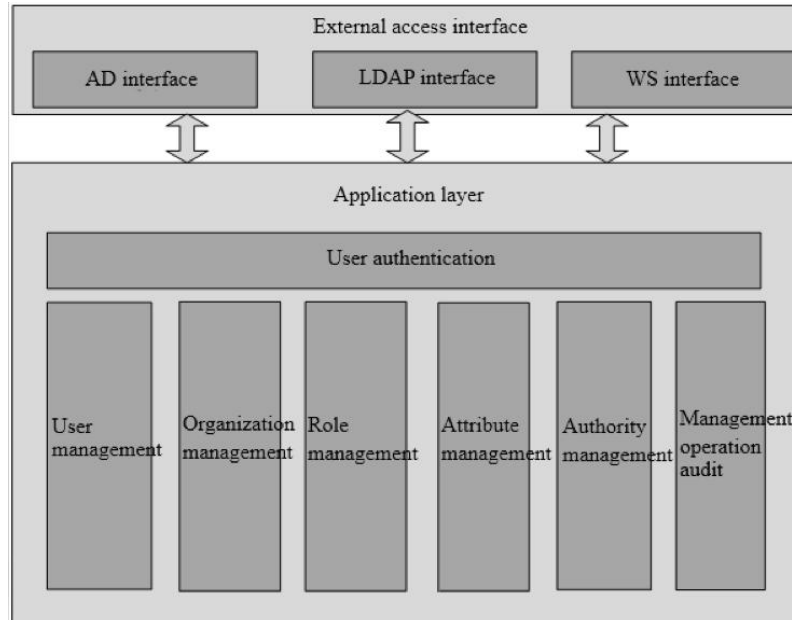 External access interface
AD interface
LDAP interface
WS interface
Application layer
User authentication
User
management
Organization
management
Role
management
Attribute
management
Authority
management
Management
operation
audit